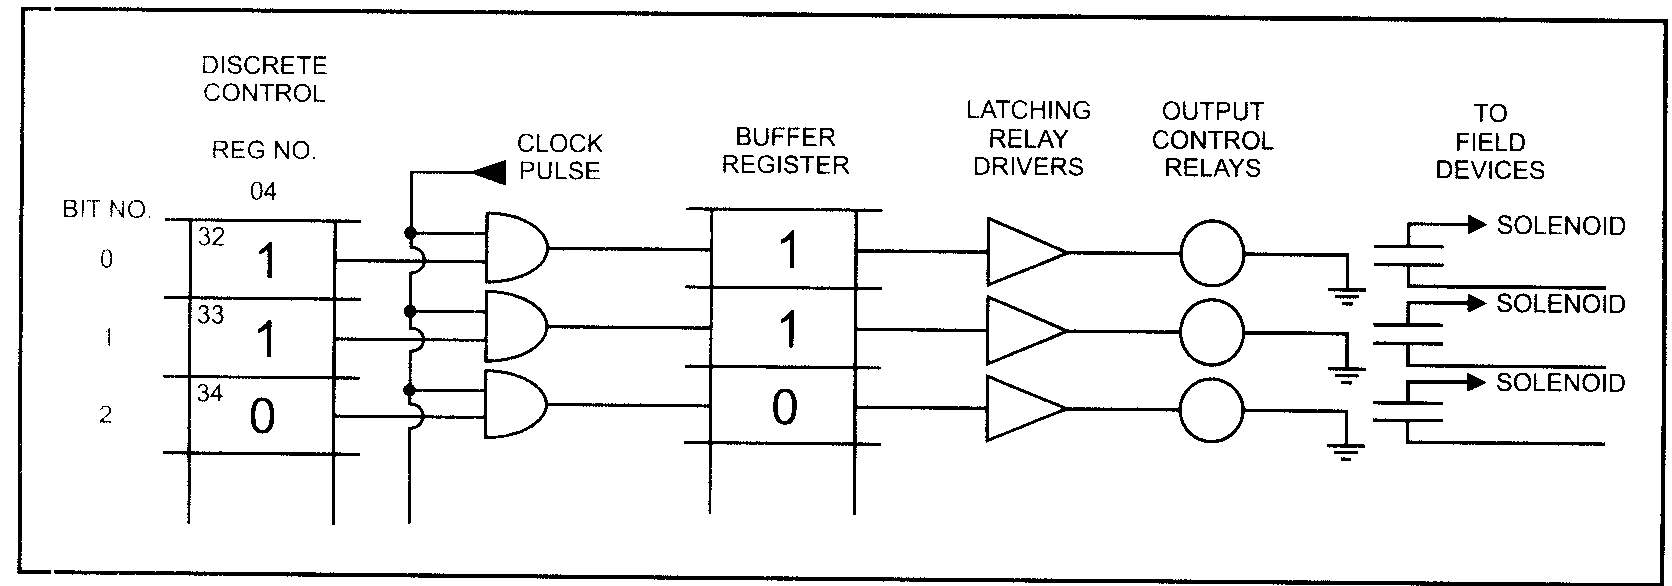 DISCRETE
CONTROL
REG NO.
04
CLOCK
PULSE
BUFFER
REGISTER
LATCHING
RELAY
DRIVERS
OUTPUT
CONTROL
RELAYS
TO
FIELD
DEVICES
BIT NO.
0
32
1
1
SOLENOID
1
33
1
1
SOLENOID
2
34
0
0
SOLENOID